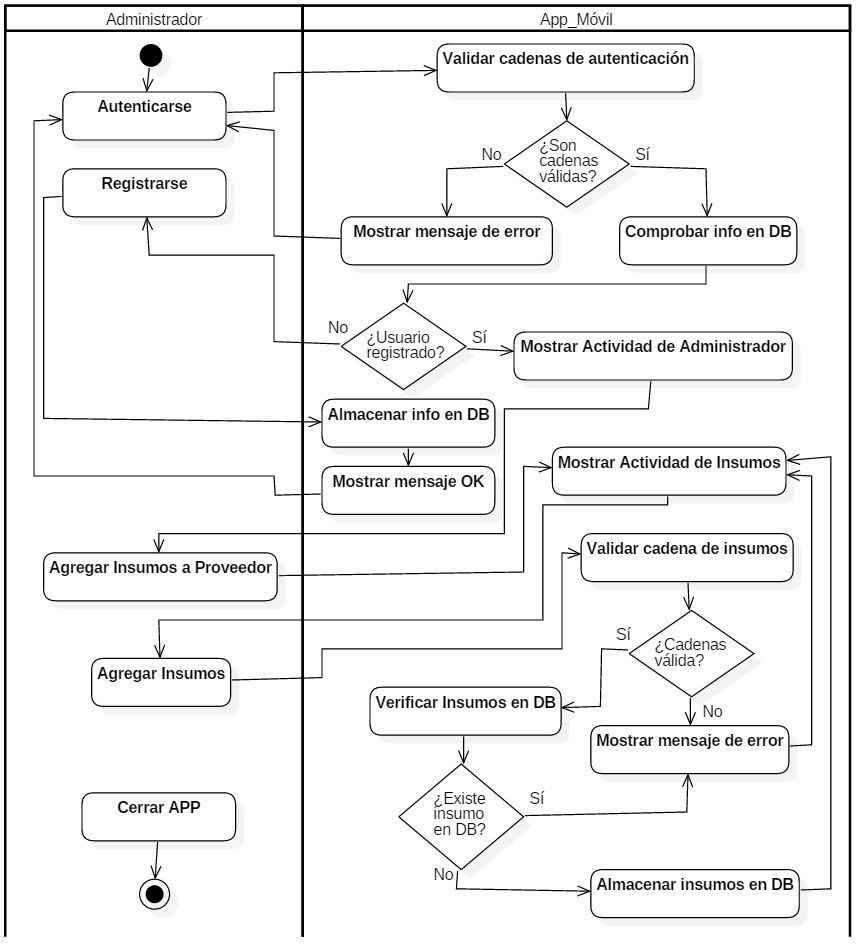 Administrador
App_Móvil
Validar cadenas de autenticación
Autenticarse
¿Son
cadenas
válidas?
No
Sí
Registrarse
Mostrar mensaje de error
Comprobar info en DB
No
¿Usuario
registrado?
Sí
Mostrar Actividad de Administrador
Almacenar info en DB
Mostrar mensaje OK
Mostrar Actividad de Insumos
Agregar Insumos a Proveedor
Validar cadena de insumos
Sí
¿Cadenas
válida?
Agregar Insumos
Verificar Insumos en DB
No
Mostrar mensaje de error
Cerrar APP
¿Existe
insumo
en DB?
Sí
No
Almacenar insumos en DB